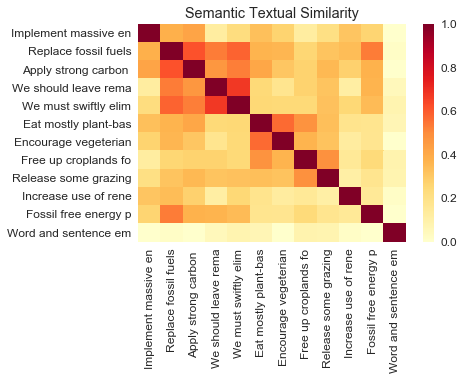 Semantic Textual Similarity
Implement massive en
Replace fossil fuels
Apply strong carbon
We should leave rema
We must swiftly elim
Eat mostly plant-bas
Encourage vegeterian
Free up croplands fo
Release some grazing
Increase use of rene
Fossil free energy p
Word and sentence em
1.0
0.8
0.6
0.4
0.2
0.0
Implement massive en
Replace fossil fuels
Apply strong carbon
We should leave rema
We must swiftly elim
Eat mostly plant-bas
Encourage vegeterian
Free up croplands fo
Release some grazing
Increase use of rene
Fossil free energy p
Word and sentence em